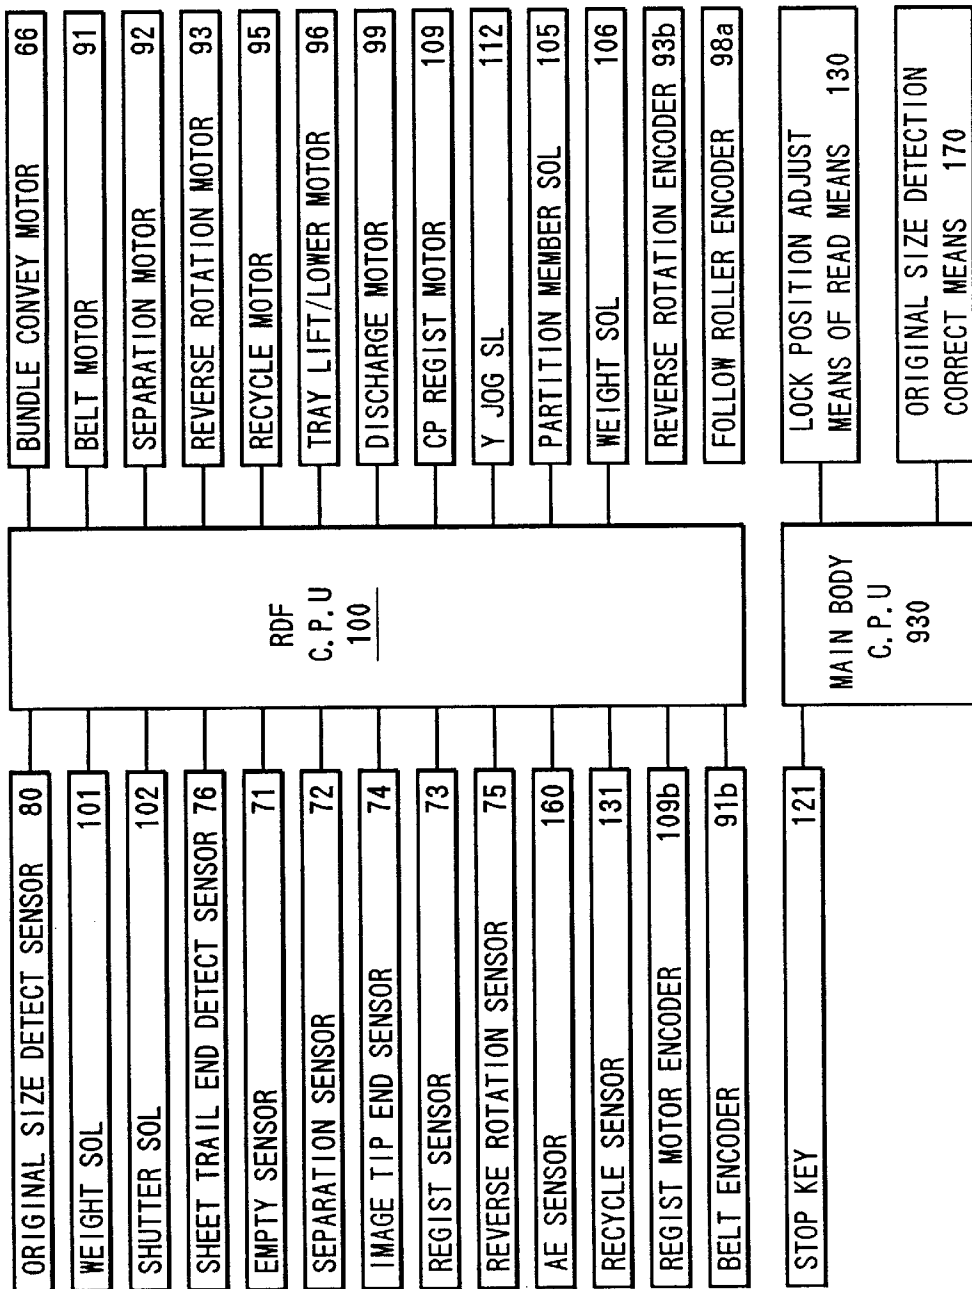 ORIGINAL SIZE DETECT SENSOR 80
WEIGHT SOL 101
SHUTTER SOL 102
SHEET TRAIL END DETECT SENSOR 76
EMPTY SENSOR 71
SEPARATION SENSOR 72
IMAGE TIP END SENSOR 74
REGIST SENSOR 73
REVERSE ROTATION SENSOR 75
AE SENSOR 160
RECYCLE SENSOR 131
REGIST MOTOR ENCODER 109b
BELT ENCODER 91b
STOP KEY 121
RDF
C.P.U
100
MAIN BODY
C.P.U
930
BUNDLE CONVEY MOTOR 66
BELT MOTOR 91
SEPARATION MOTOR 92
REVERSE ROTATION MOTOR 93
RECYCLE MOTOR 95
TRAY LIFT/LOWER MOTOR 96
DISCHARGE MOTOR 99
CP REGIST MOTOR 109
Y JOG SL 112
PARTITION MEMBER SOL 105
WEIGHT SOL 106
REVERSE ROTATION ENCODER 93b
FOLLOW ROLLER ENCODER 98a
LOCK POSITION ADJUST
MEANS OF READ MEANS 130
ORIGINAL SIZE DETECTION
CORRECT MEANS 170